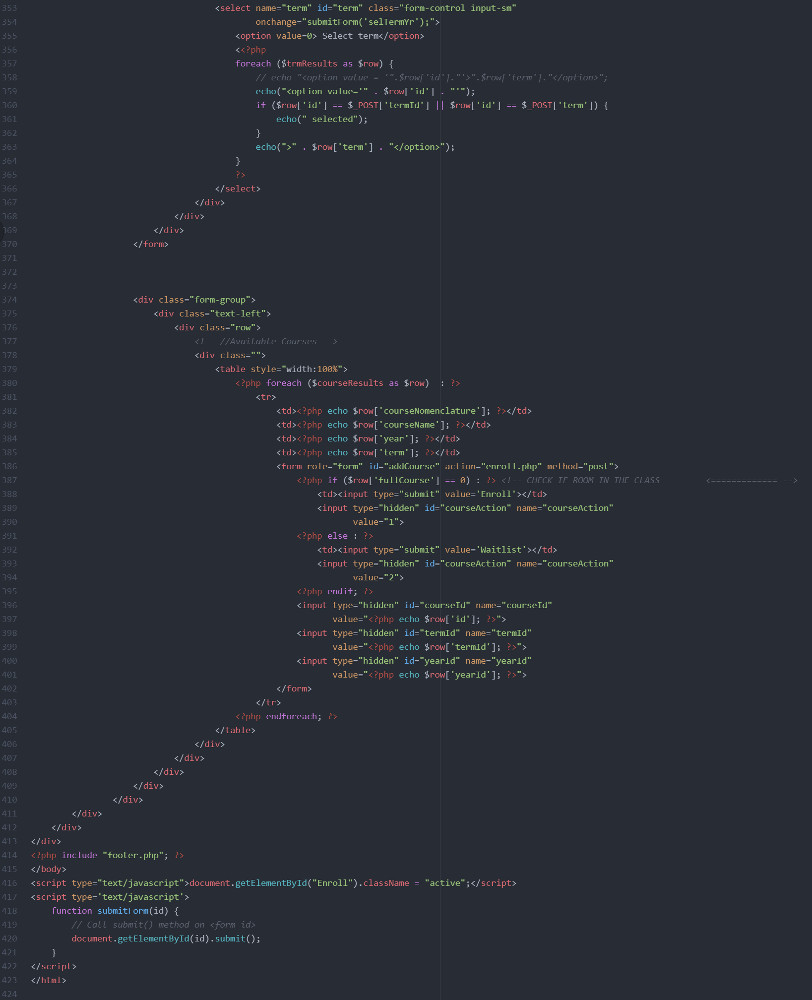 353 <select name="term" id="term" class="form-control input-sm"
354 onchange="submitForm('selTermYr');">
355 <option value=0> Select term</option>
356 <<?php
357 foreach ($trmResults as $row) {
358 // echo "<option value = '".$row['id']."'>".$row['term']."</option>";
359 echo("<option value='" . $row['id'] . "'");
360 if ($row['id'] == $_POST['termId'] || $row['id'] == $_POST['term']) {
361 echo(" selected");
362 }
363 echo(">" . $row['term'] . "</option>");
364 }
365 ?>
366 </select>
367 </div>
368 </div>
369 </div>
370 </form>
371
372
373
374 <div class="form-group">
375 <div class="text-left">
376 <div class="row">
377 <!-- //Available Courses -->
378 <div class="">
379 <table style="width:100%">
380 <?php foreach ($courseResults as $row)  : ?>
381 <tr>
382 <td><?php echo $row['courseNomenclature']; ?></td>
383 <td><?php echo $row['courseName']; ?></td>
384 <td><?php echo $row['year']; ?></td>
385 <td><?php echo $row['term']; ?></td>
386 <form role="form" id="addCourse" action="enroll.php" method="post">
387 <?php if ($row['fullCourse'] == 0) : ?> <!-- CHECK IF ROOM IN THE CLASS         <============= -->
388 <td><input type="submit" value='Enroll'></td>
389 <input type="hidden" id="courseAction" name="courseAction"
390 value="1">
391 <?php else : ?>
392 <td><input type="submit" value='Waitlist'></td>
393 <input type="hidden" id="courseAction" name="courseAction"
394 value="2">
395 <?php endif; ?>
396 <input type="hidden" id="courseId" name="courseId"
397 value="<?php echo $row['id']; ?>">
398 <input type="hidden" id="termId" name="termId"
399 value="<?php echo $row['termId']; ?>">
400 <input type="hidden" id="yearId" name="yearId"
401 value="<?php echo $row['yearId']; ?>">
402 </form>
403 </tr>
404 <?php endforeach; ?>
405 </table>
406 </div>
407 </div>
408 </div>
409 </div>
410 </div>
411 </div>
412 </div>
413 </div>
414 <?php include "footer.php"; ?>
415 </body>
416 <script type="text/javascript">document.getElementById("Enroll").className = "active";</script>
417 <script type='text/javascript'>
418 function submitForm(id) {
419 // Call submit() method on <form id>
420 document.getElementById(id).submit();
421 }
422 </script>
423 </html>
424